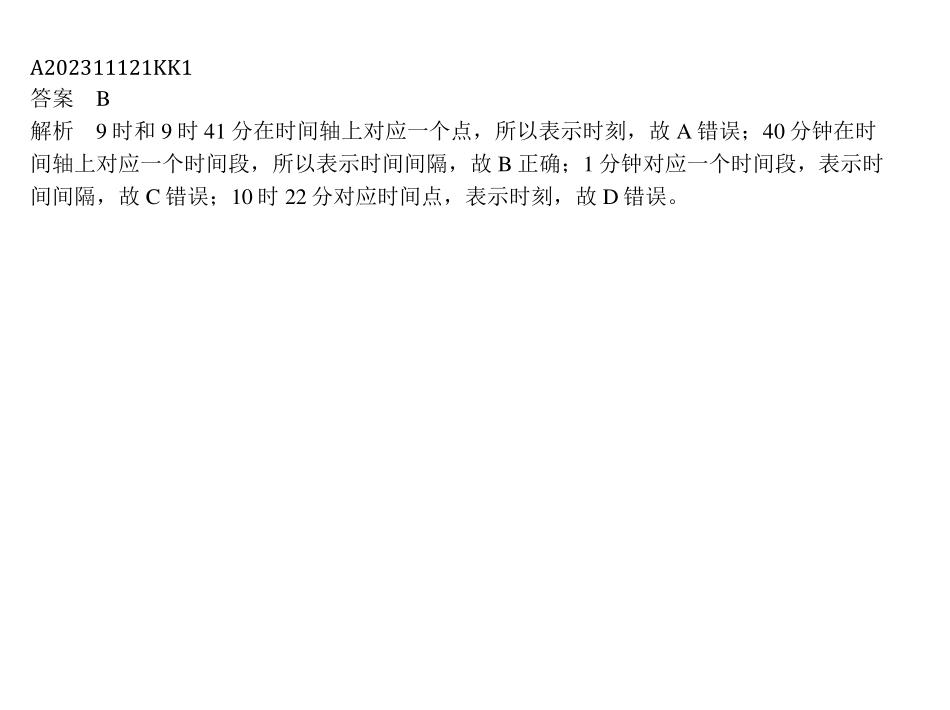 A202311121KK1
答案　B
解析　9 时和 9 时 41 分在时间轴上对应一个点，所以表示时刻，故 A 错误；40 分钟在时
间轴上对应一个时间段，所以表示时间间隔，故 B 正确；1 分钟对应一个时间段，表示时
间间隔，故 C 错误；10 时 22 分对应时间点，表示时刻，故 D 错误。